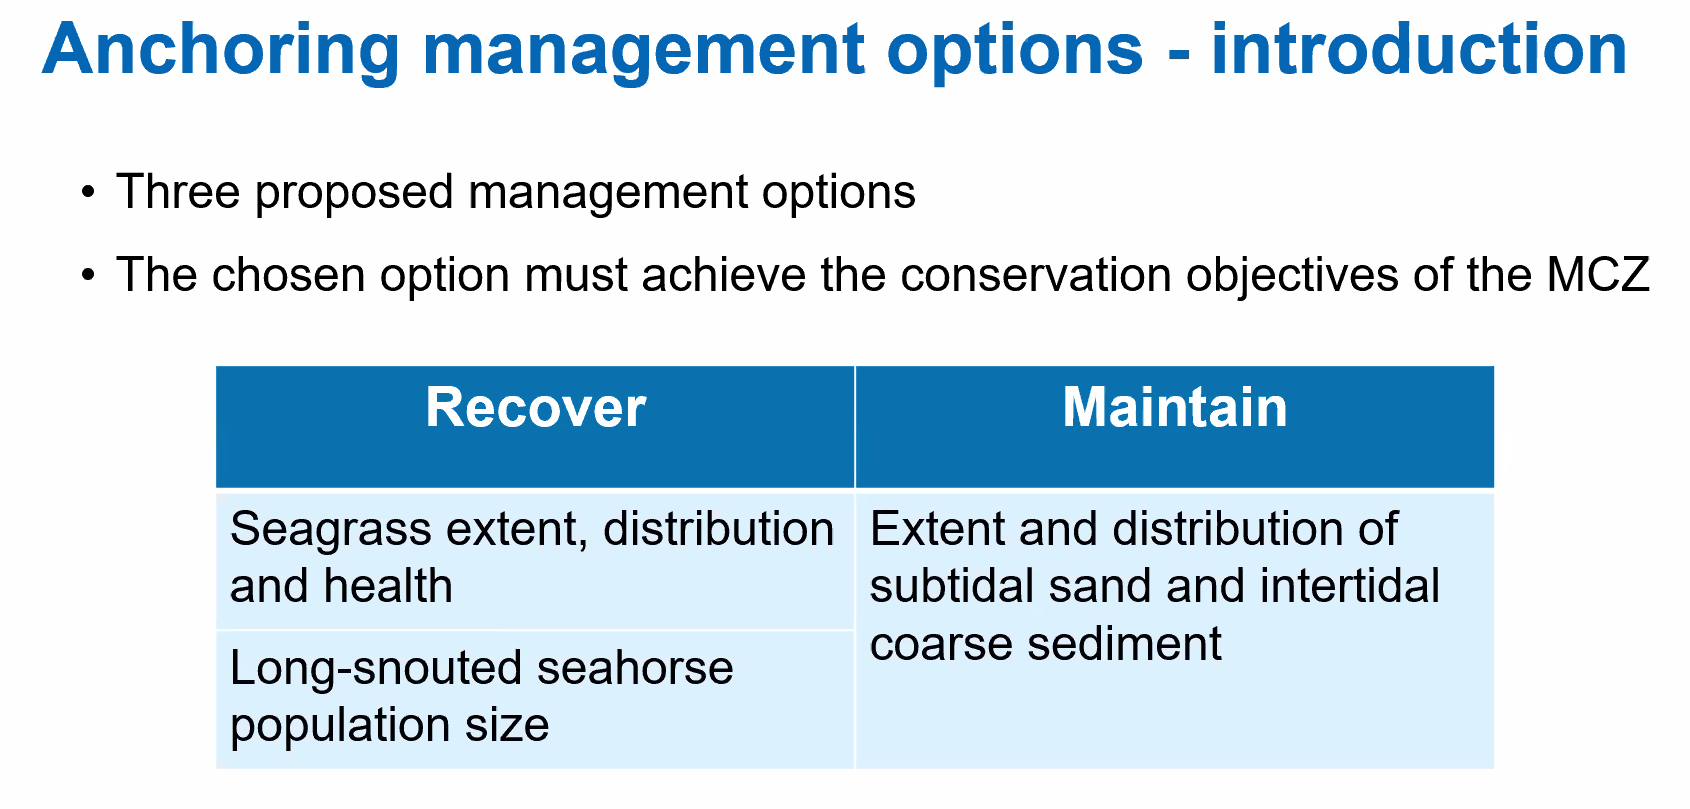 Anchoring management options - introduction
• Three proposed management options
• The chosen option must achieve the conservation objectives of the MCZ
Recover
Maintain
Seagrass extent, distribution
and health
Long-snouted seahorse
population size
Extent and distribution of
subtidal sand and intertidal
coarse sediment